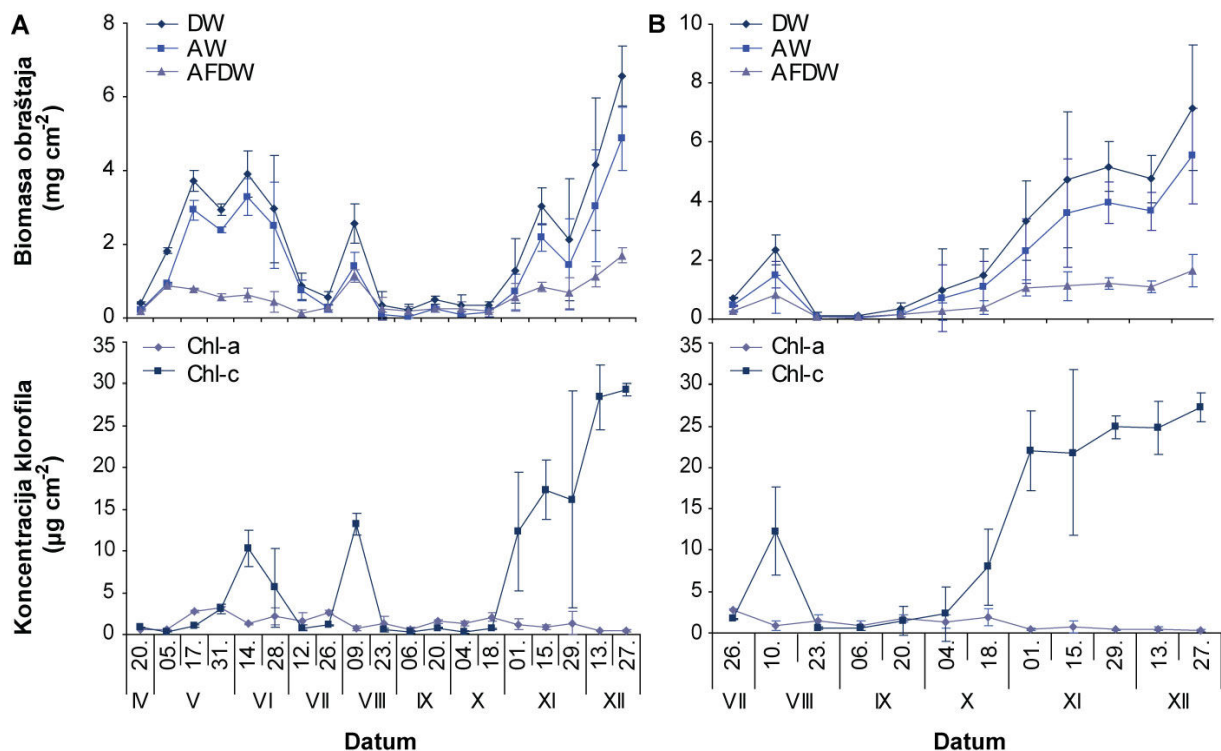 A
DW
AW
AFDW
Biomasa obraštaja
(mg cm-2)
8
6
4
2
0
B
DW
AW
AFDW
10
8
6
4
2
0
Chl-a
Chl-c
Koncentracija klorofila
(µg cm-2)
35
30
25
20
15
10
5
0
20. 05. 17. 31. 14. 28. 12. 26. 09. 23. 06. 20. 04. 18. 01. 15. 29. 13. 27.
IV V VI VII VIII IX X XI XII
Datum
Chl-a
Chl-c
35
30
25
20
15
10
5
0
26. 10. 23. 06. 20. 04. 18. 01. 15. 29. 13. 27.
VII VIII IX X XI XII
Datum